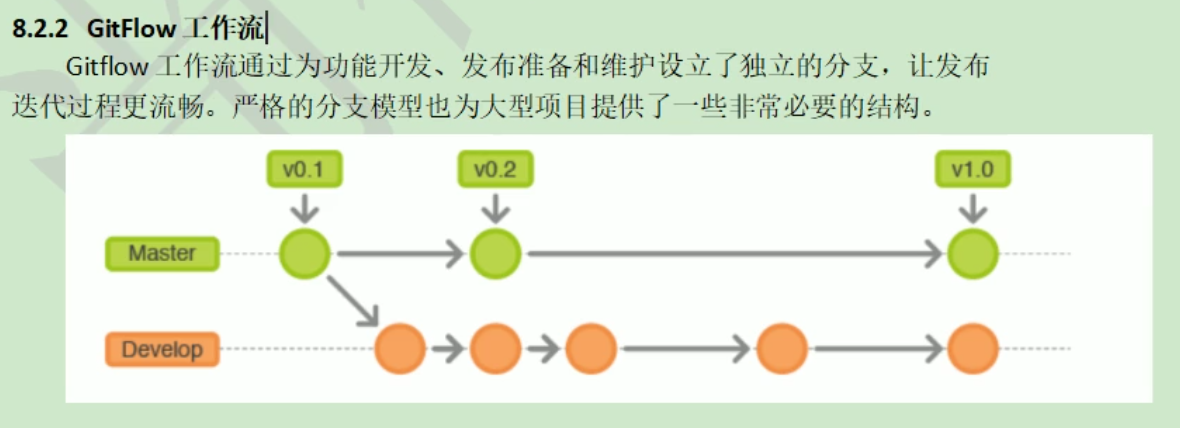 8.2.2 GitFlow 工作流
Gitflow 工作流通过为功能开发、发布准备和维护设立了独立的分支，让发布
迭代过程更流畅。严格的分支模型也为大型项目提供了一些非常必要的结构。
v0.1 v0.2 v1.0
Master
Develop